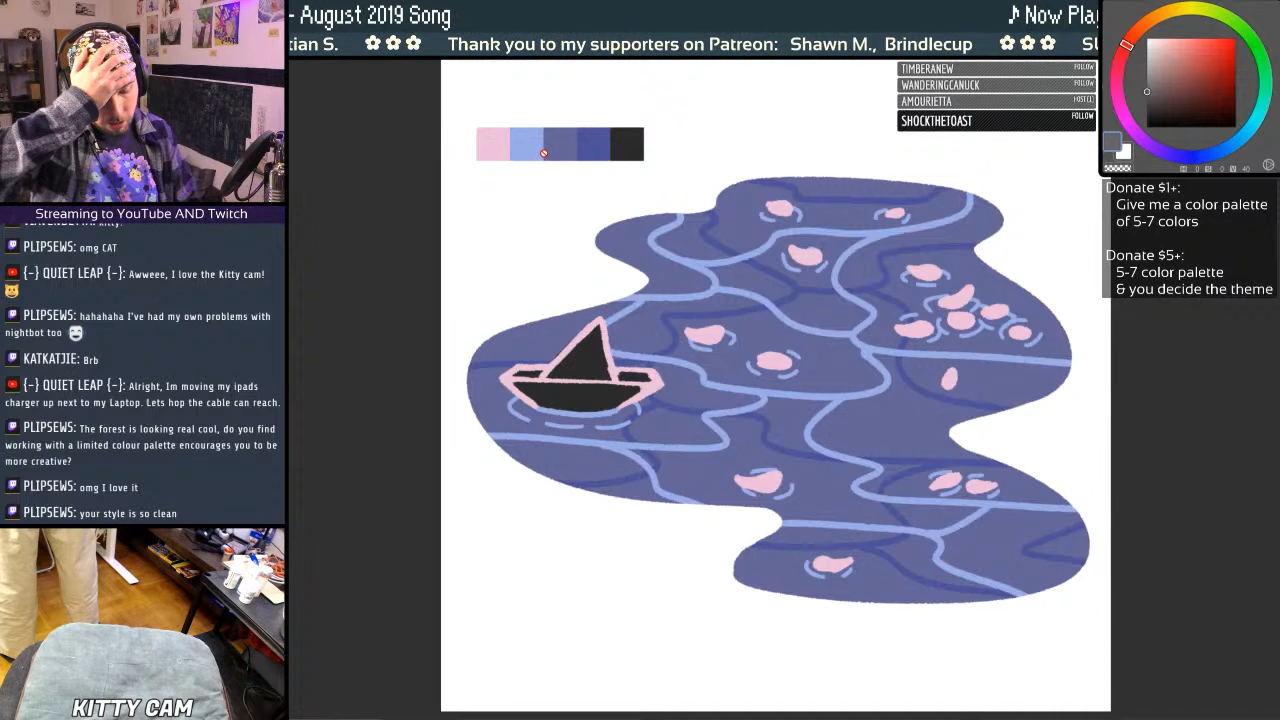 - August 2019 Song
♪ Now Pla
tian S. ✿ ✿ ✿ Thank you to my supporters on Patreon: Shawn M., Brindlecup ✿ ✿ ✿
TIMBERANEW FOLLOW
WANDERINGCANUCK FOLLOW
AMOURIETTA HOST
SHOCKTHETOAST FOLLOW
Donate $1+:
Give me a color palette
of 5-7 colors
Donate $5+:
5-7 color palette
& you decide the theme
Streaming to YouTube AND Twitch
PLIPSEWS: omg CAT
{~} QUIET LEAP {~}: Awweee, I love the Kitty cam!
PLIPSEWS: hahahaha I've had my own problems with
nightbot too
KATKATJIE: Brb
{~} QUIET LEAP {~}: Alright, Im moving my ipads
charger up next to my Laptop. Lets hop the cable can reach.
PLIPSEWS: The forest is looking real cool, do you find
working with a limited colour palette encourages you to be
more creative?
PLIPSEWS: omg I love it
PLIPSEWS: your style is so clean
KITTY CAM